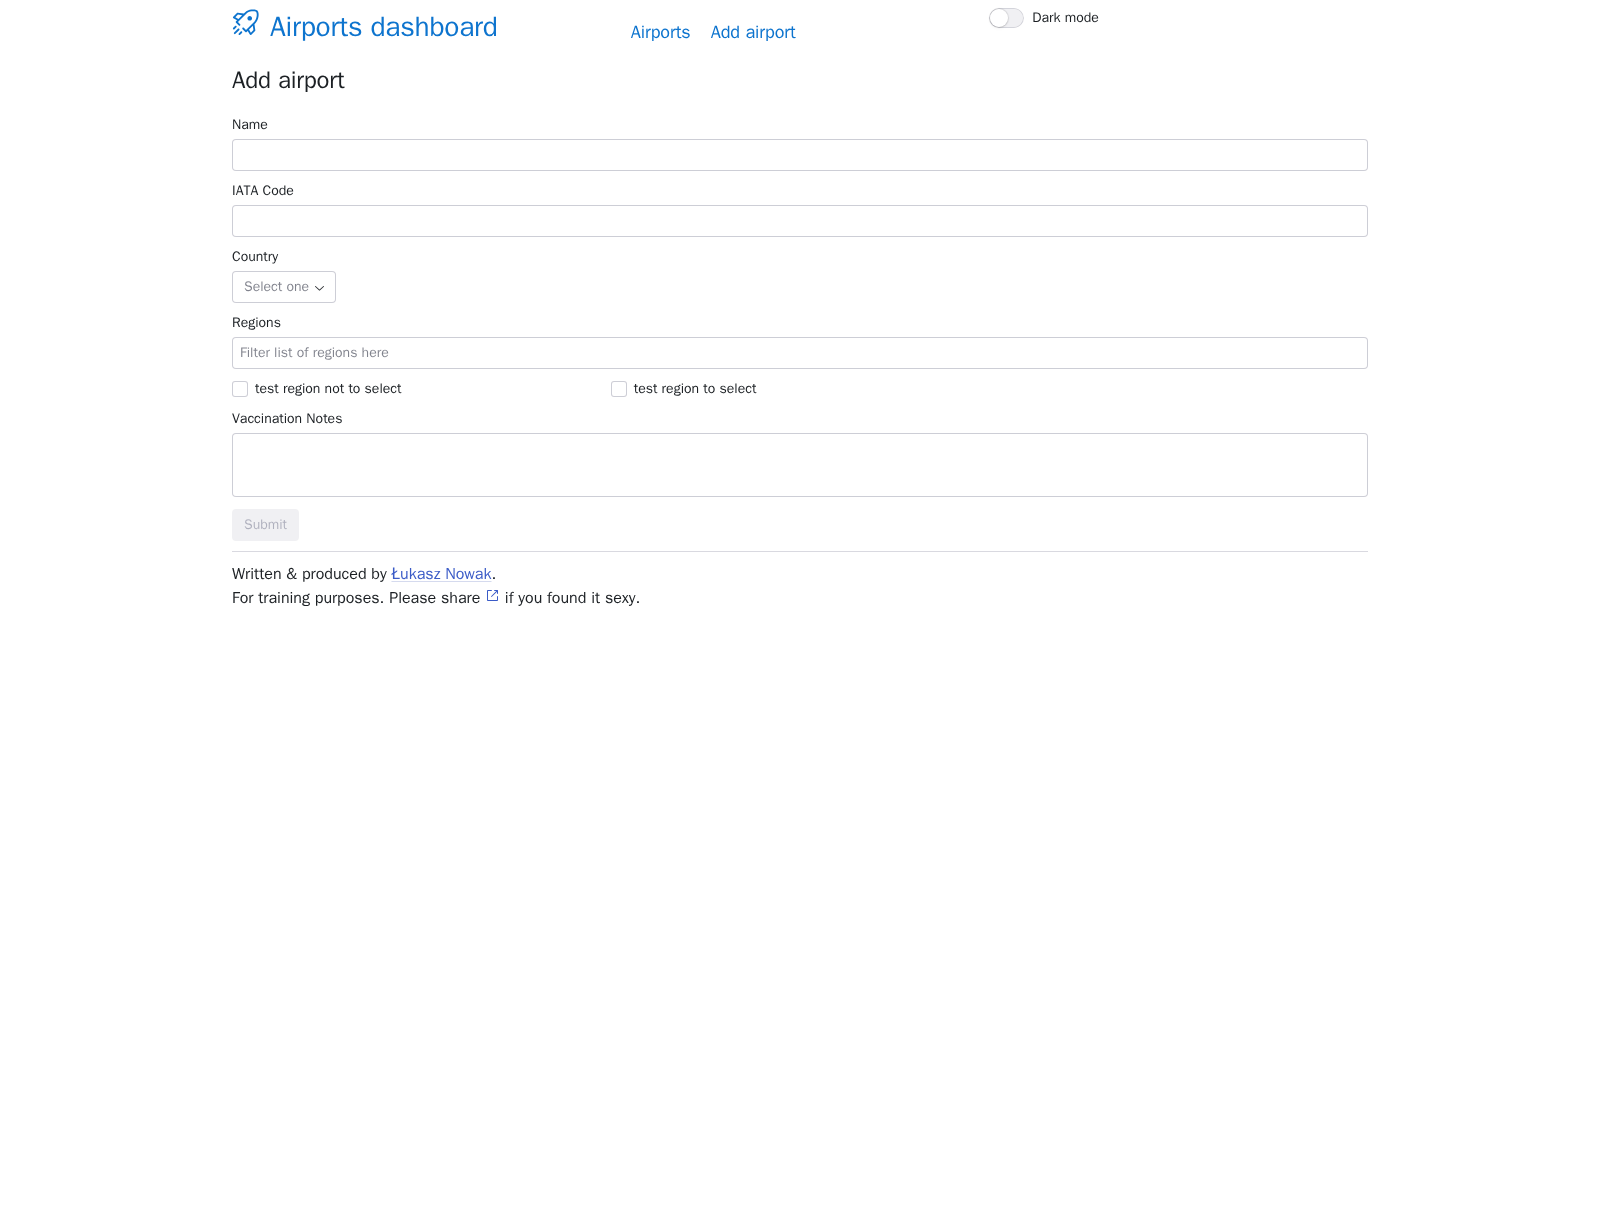 Airports dashboard
Airports
Add airport
Dark mode
Add airport
Name
IATA Code
Country
Select one
Regions
Filter list of regions here
test region not to select
test region to select
Vaccination Notes
Submit
Written & produced by Łukasz Nowak.
For training purposes. Please share if you found it sexy.